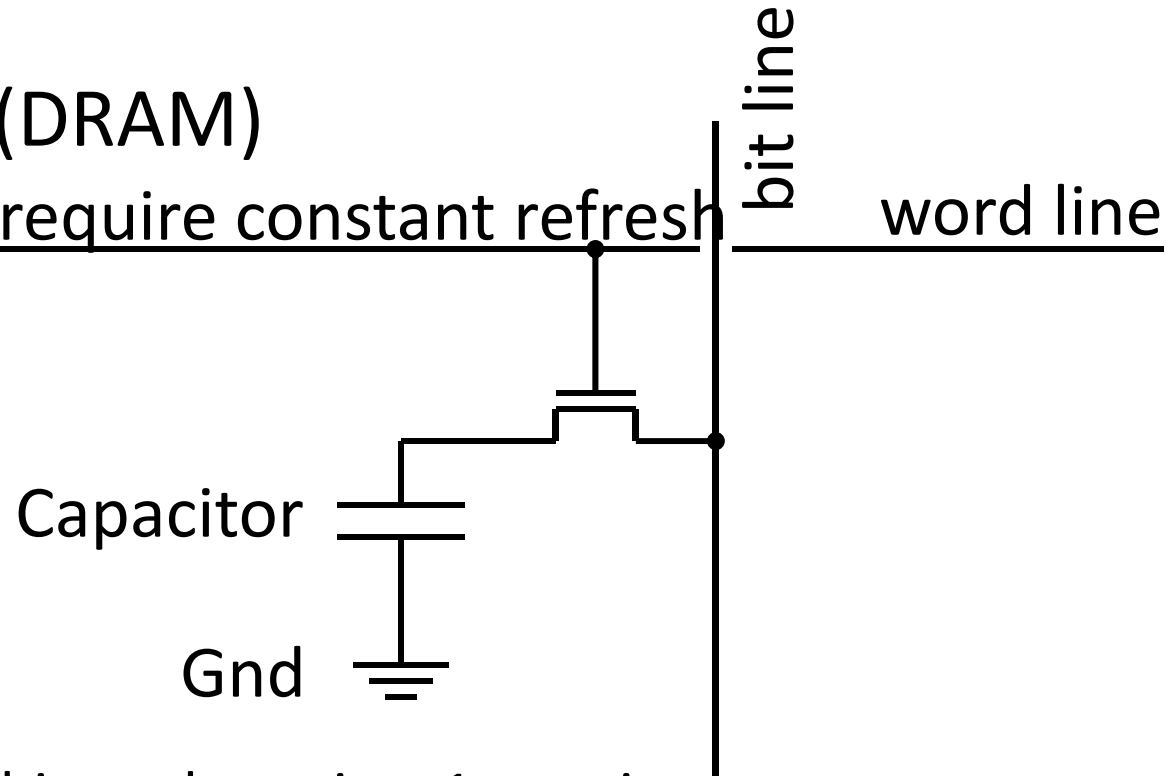 bit line
(DRAM)
require constant refresh
word line
Capacitor
Gnd